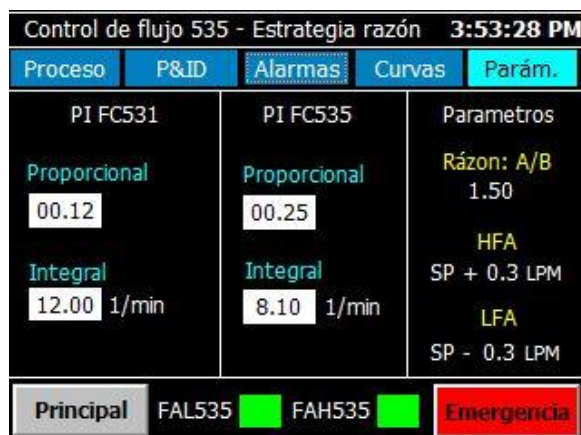 Control de flujo 535 - Estrategia razón 3:53:28 PM
Proceso P&ID Alarmas Curvas Parám.
PI FC531 PI FC535 Parametros
Proporcional Proporcional Rázon: A/B
00.12 00.25 1.50
HFA
Integral Integral SP + 0.3 LPM
12.00 1/min 8.10 1/min LFA
SP - 0.3 LPM
Principal FAL535 FAH535 Emergencia